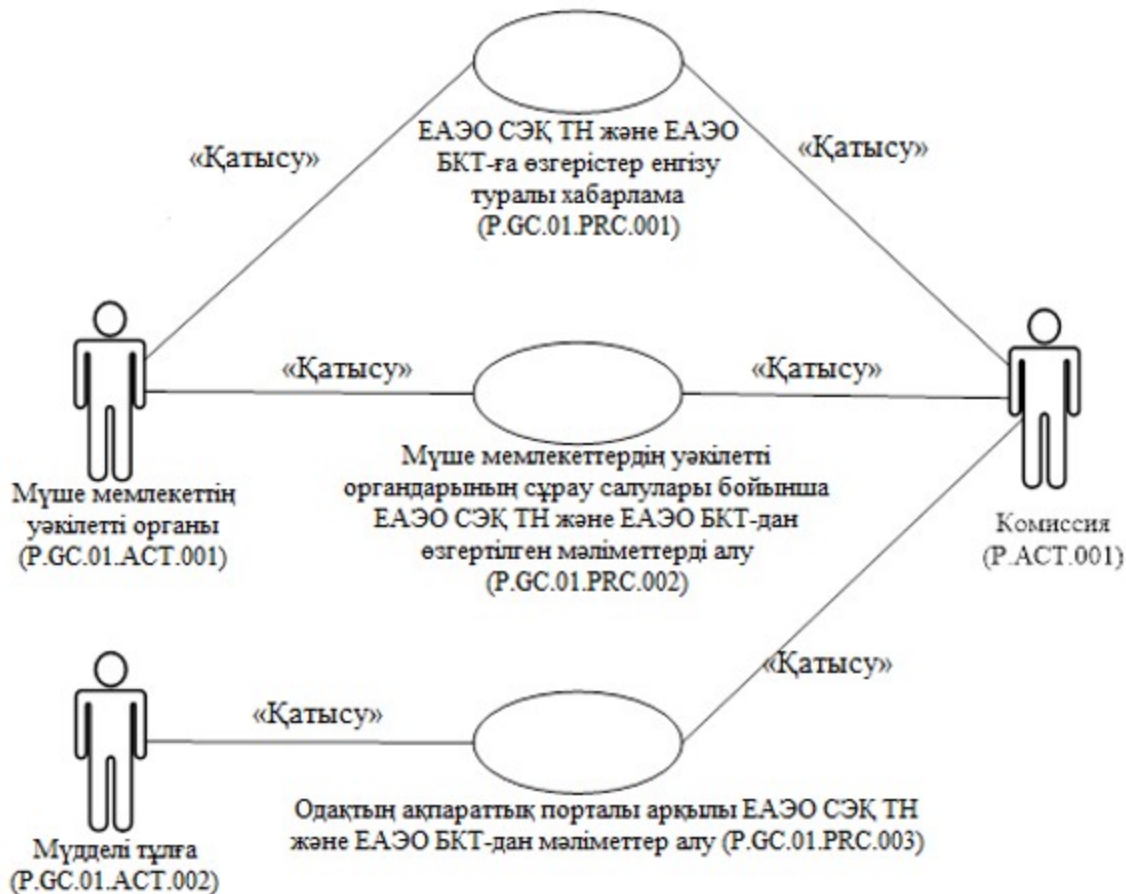 ЕАЭО СЭҚ ТН және ЕАЭО
БКТ-ға өзгерістер енгізу
туралы хабарлама
(P.GC.01.PRC.001)
«Қатысу»
«Қатысу»
«Қатысу»
«Қатысу»
Мүше мемлекеттің
уәкілетті органы
(P.GC.01.ACT.001)
Мүше мемлекеттердің уәкілетті
органдарының сұрау салулары бойынша
ЕАЭО СЭҚ ТН және ЕАЭО БКТ-дан
өзгертілген мәліметтерді алу
(P.GC.01.PRC.002)
Комиссия
(P.ACT.001)
«Қатысу»
«Қатысу»
Мүдделі тұлға
(P.GC.01.ACT.002)
Одақтың ақпараттық порталы арқылы ЕАЭО СЭҚ ТН
және ЕАЭО БКТ-дан мәліметтер алу (P.GC.01.PRC.003)